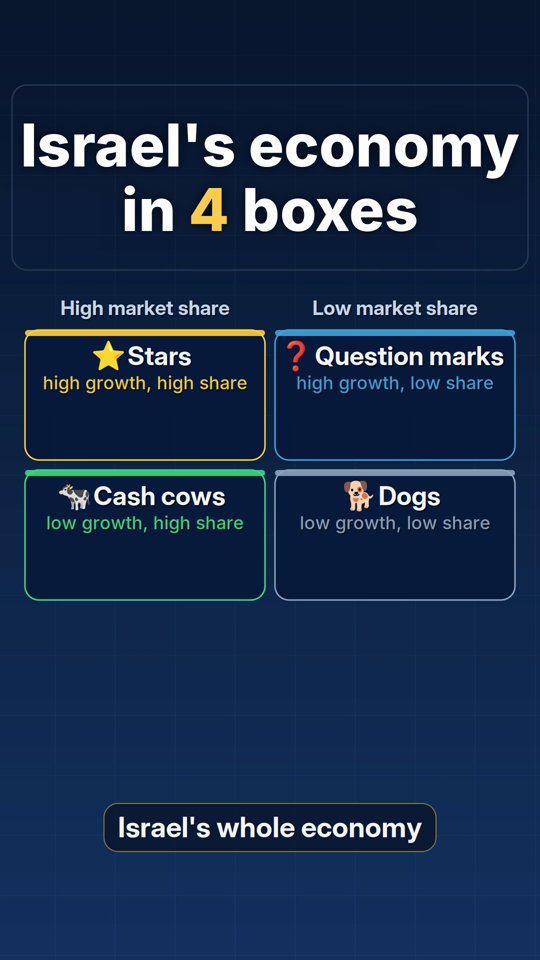 Israel's economy
in 4 boxes
High market share
Low market share
⭐ Stars
high growth, high share
❓ Question marks
high growth, low share
🐄 Cash cows
low growth, high share
🐕 Dogs
low growth, low share
Israel's whole economy